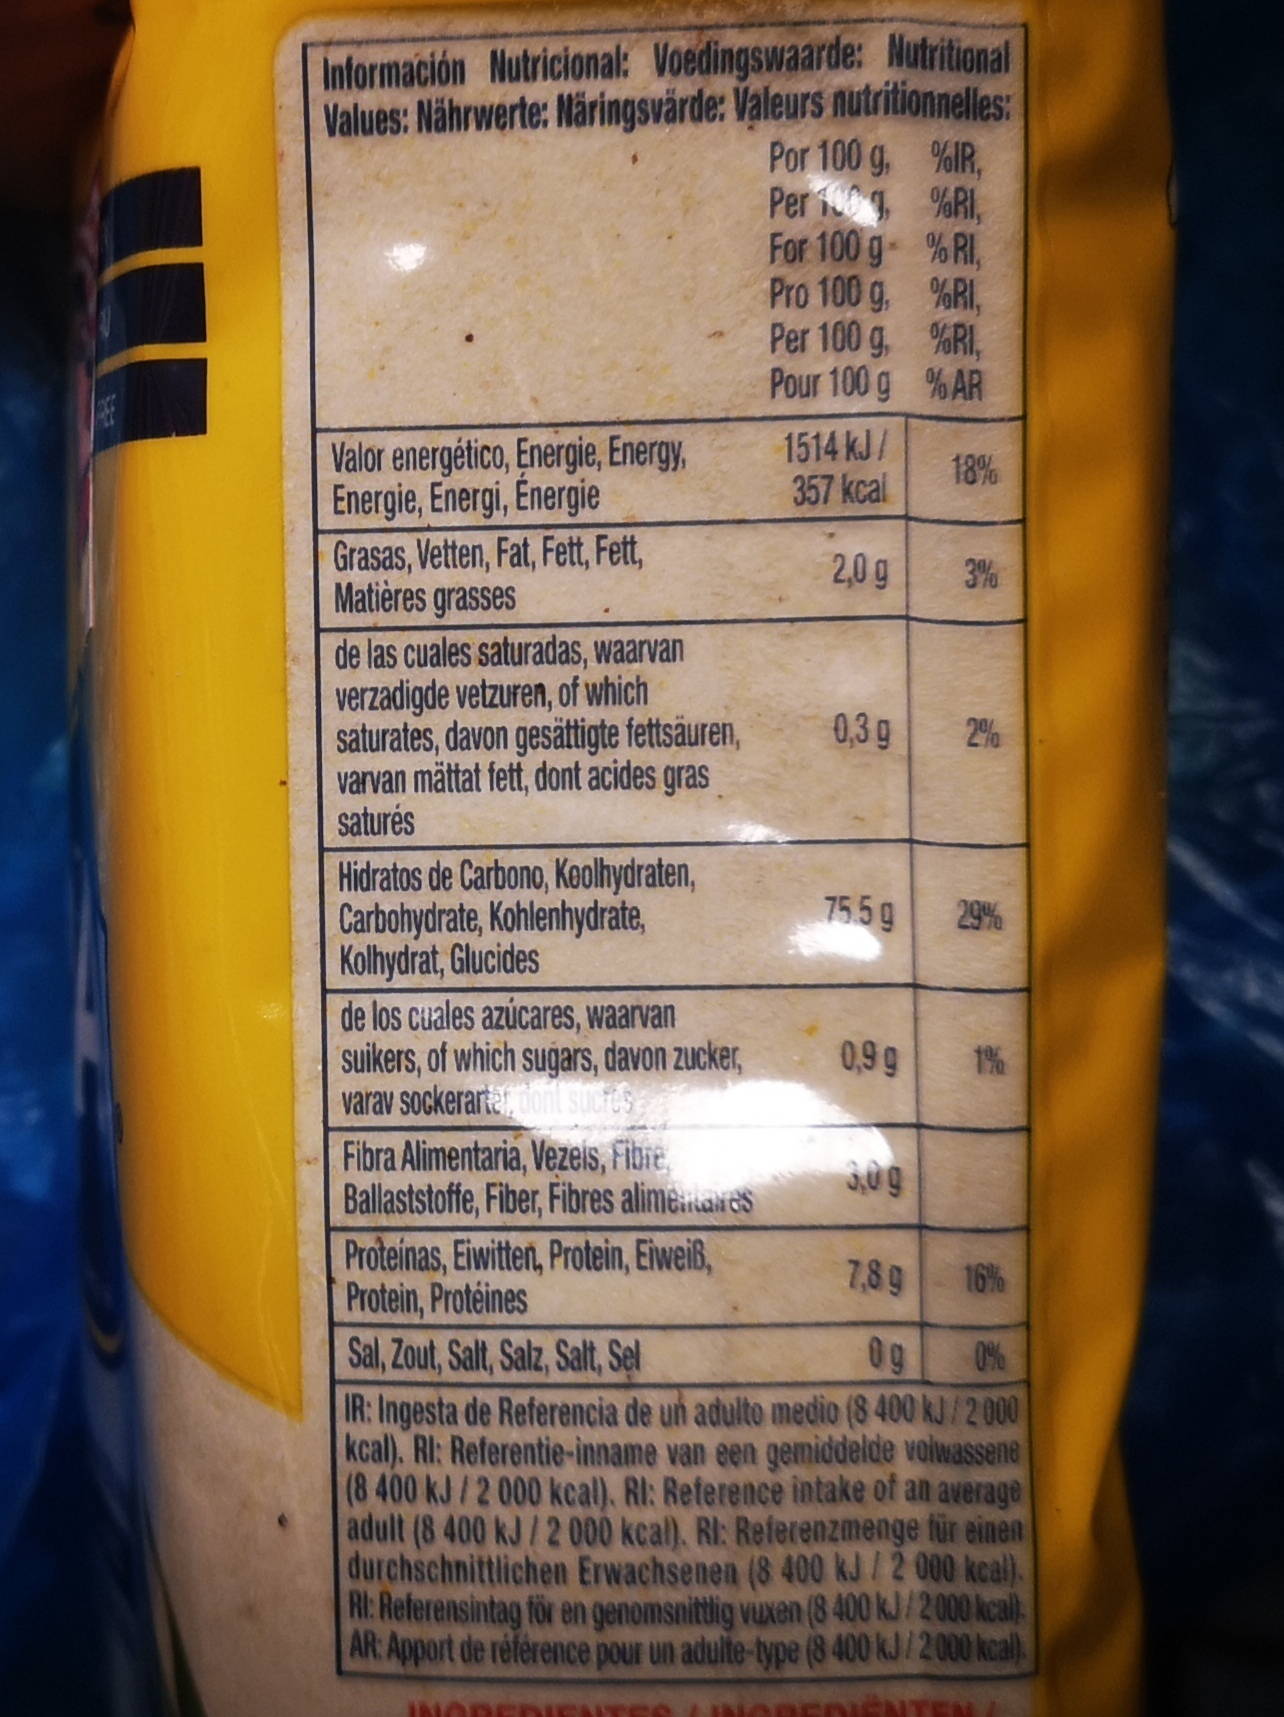 Información Nutricional: Voedingswaarde: Nutritional
Values: Nährwerte: Näringsvärde: Valeurs nutritionnelles:
Por 100 g, %IR,
Per 100 g, %RI,
For 100 g %RI,
Pro 100 g, %RI,
Per 100 g, %RI,
Pour 100 g %AR
Valor energético, Energie, Energy, 1514 kJ /
Energie, Energi, Énergie 357 kcal 18%
Grasas, Vetten, Fat, Fett, Fett,
Matières grasses 2,0 g 3%
de las cuales saturadas, waarvan
verzadigde vetzuren, of which
saturates, davon gesättigte fettsäuren, 0,3 g 2%
varvan mättat fett, dont acides gras
saturés
Hidratos de Carbono, Koolhydraten,
Carbohydrate, Kohlenhydrate, 75,5 g 29%
Kolhydrat, Glucides
de los cuales azúcares, waarvan
suikers, of which sugars, davon zucker, 0,9 g 1%
varav sockerarter, dont sucres
Fibra Alimentaria, Vezels, Fibre,
Ballaststoffe, Fiber, Fibres alimentaires 3,0 g
Proteínas, Eiwitten, Protein, Eiweiß,
Protein, Protéines 7,8 g 16%
Sal, Zout, Salt, Salz, Salt, Sel 0 g 0%
IR: Ingesta de Referencia de un adulto medio (8 400 kJ / 2 000
kcal). RI: Referentie-inname van een gemiddelde volwassene
(8 400 kJ / 2 000 kcal). RI: Reference intake of an average
adult (8 400 kJ / 2 000 kcal). RI: Referenzmenge für einen
durchschnittlichen Erwachsenen (8 400 kJ / 2 000 kcal).
RI: Referensintag för en genomsnittlig vuxen (8 400 kJ / 2 000 kcal).
AR: Apport de référence pour un adulte-type (8 400 kJ / 2 000 kcal).
INGREDIENTES / INGREDIËNTEN /